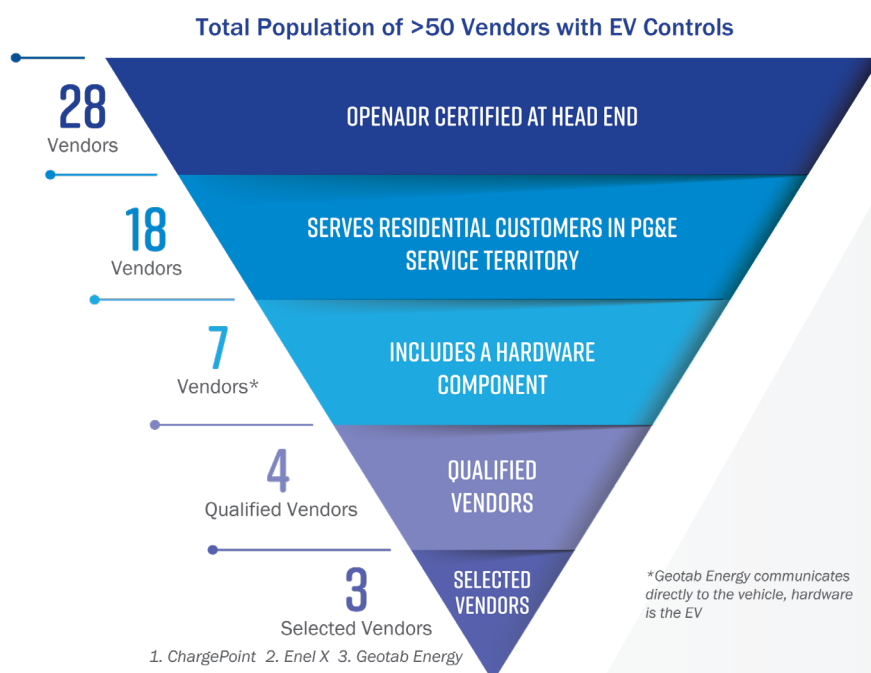 Total Population of >50 Vendors with EV Controls
28
Vendors
OPENADR CERTIFIED AT HEAD END
18
Vendors
SERVES RESIDENTIAL CUSTOMERS IN PG&E
SERVICE TERRITORY
7
Vendors*
INCLUDES A HARDWARE
COMPONENT
4
Qualified Vendors
QUALIFIED
VENDORS
3
Selected Vendors
SELECTED
VENDORS
1. ChargePoint 2. Enel X 3. Geotab Energy
*Geotab Energy communicates
directly to the vehicle, hardware
is the EV